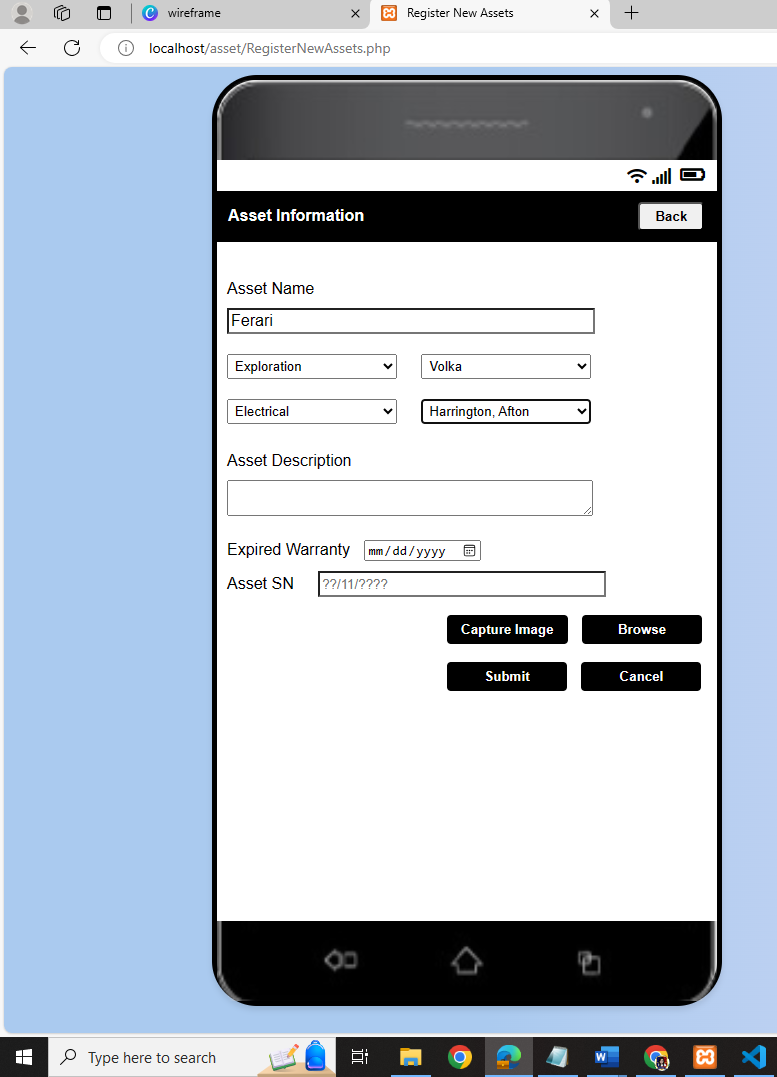 wireframe
Register New Assets
localhost/asset/RegisterNewAssets.php
Asset Information
Back
Asset Name
Ferari
Exploration
Volka
Electrical
Harrington, Afton
Asset Description
Expired Warranty mm/dd/yyyy
Asset SN ??/11/????
Capture Image
Browse
Submit
Cancel
Type here to search